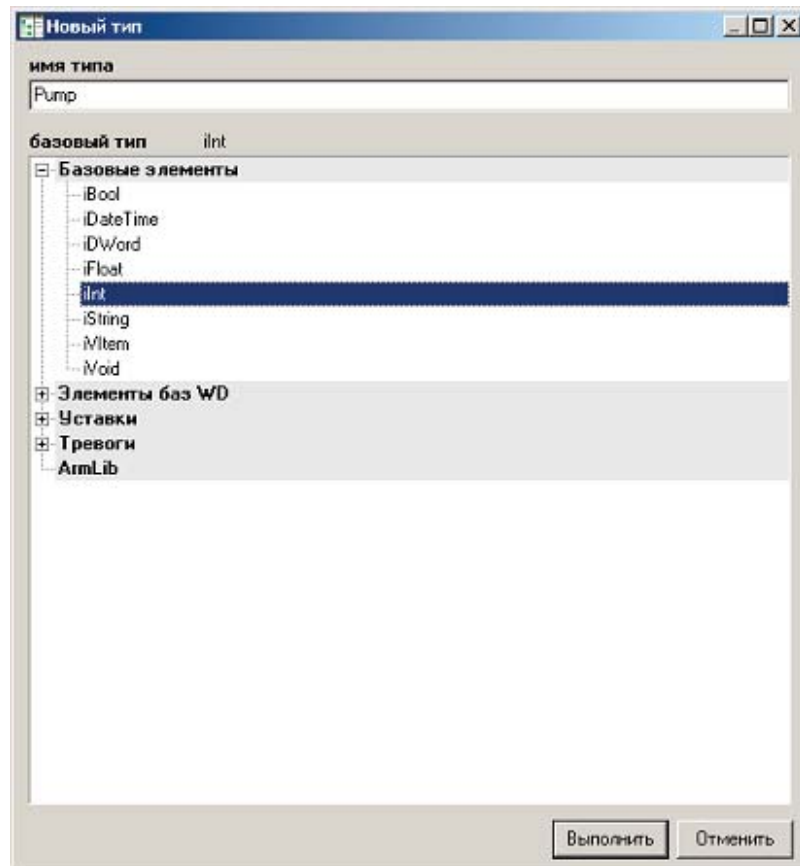 Новый тип
имя типа
Pump
базовый тип iInt
Базовые элементы
iBool
iDateTime
iDWord
iFloat
iInt
iString
iVItem
iVoid
Элементы баз WD
Уставки
Тревоги
ArmLib
Выполнить Отменить